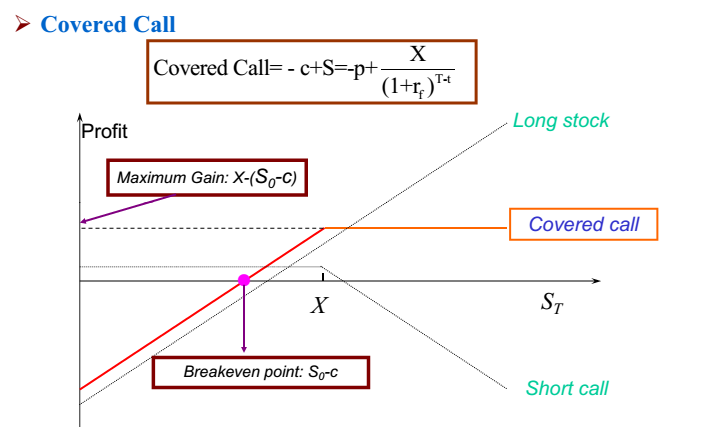 ➢ Covered Call
Covered Call= - c+S=-p+ X / (1+r_f)^{T-t}
Profit
Long stock
Maximum Gain: X-(S₀-c)
Covered call
X
S_T
Breakeven point: S₀-c
Short call